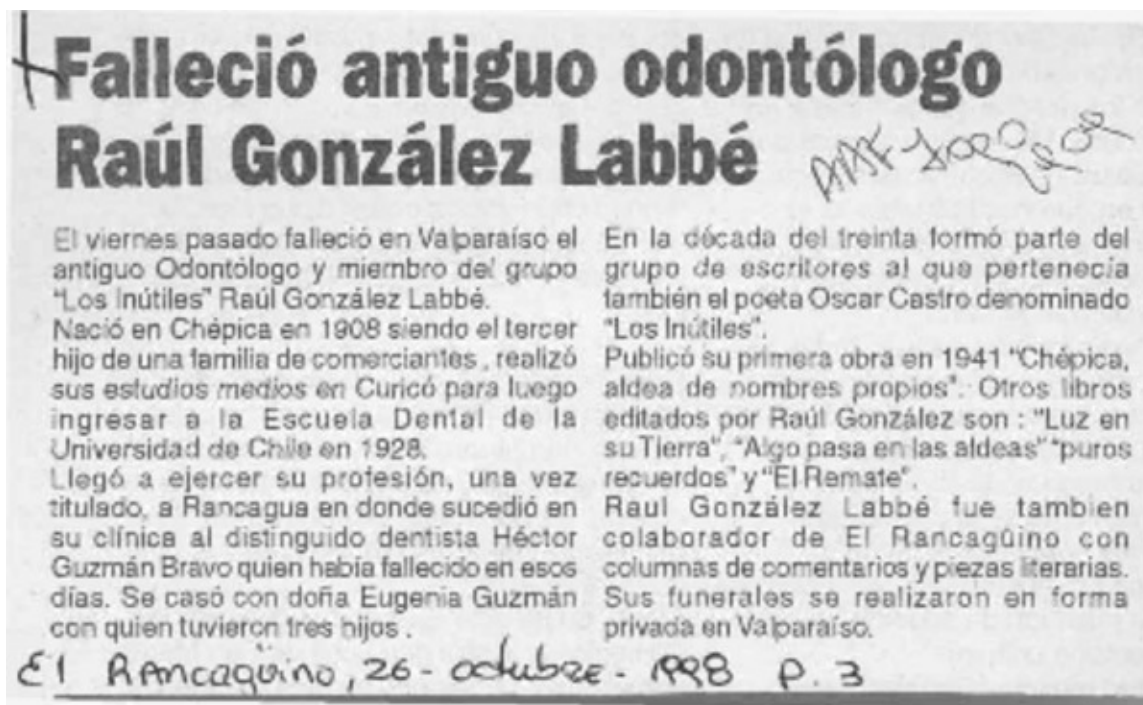 Falleció antiguo odontólogo
Raúl González Labbé
El viernes pasado falleció en Valparaíso el
antiguo Odontólogo y miembro del grupo
"Los Inútiles" Raúl González Labbé.
Nació en Chépica en 1908 siendo el tercer
hijo de una familia de comerciantes , realizó
sus estudios medios en Curicó para luego
ingresar a la Escuela Dental de la
Universidad de Chile en 1928.
Llegó a ejercer su profesión, una vez
titulado, a Rancagua en donde sucedió en
su clínica al distinguido dentista Héctor
Guzmán Bravo quien había fallecido en esos
días. Se casó con doña Eugenia Guzmán
con quien tuvieron tres hijos .
En la década del treinta formó parte del
grupo de escritores al que pertenecía
también el poeta Oscar Castro denominado
"Los Inútiles".
Publicó su primera obra en 1941 "Chépica,
aldea de nombres propios". Otros libros
editados por Raúl González son : "Luz en
su Tierra", "Algo pasa en las aldeas" "puros
recuerdos" y "El Remate".
Raul González Labbé fue tambien
colaborador de El Rancagüino con
columnas de comentarios y piezas literarias.
Sus funerales se realizaron en forma
privada en Valparaíso.
El Rancagüino, 26 - octubre - 1998 P. 3